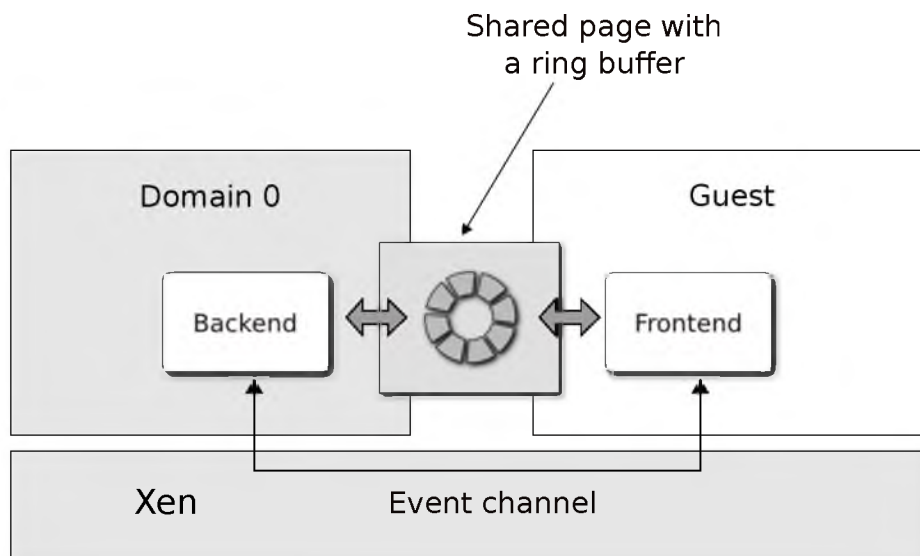 Shared page with
a ring buffer
Domain 0
Guest
Backend
Frontend
Xen
Event channel